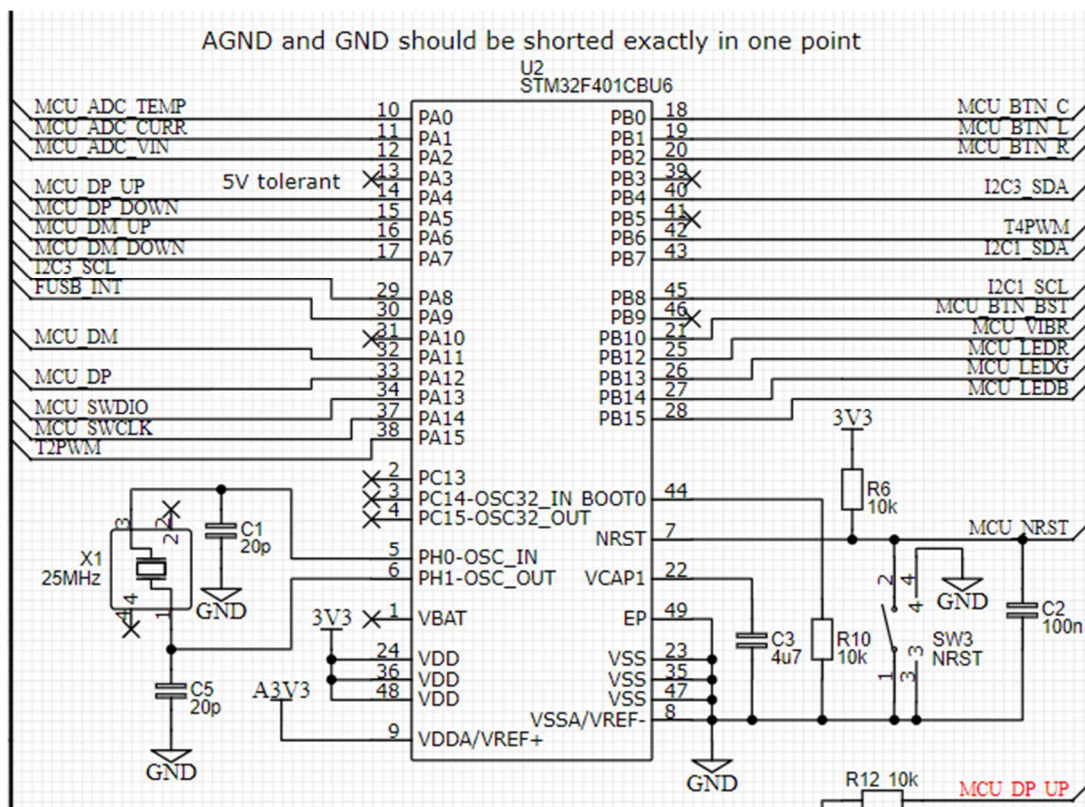 AGND and GND should be shorted exactly in one point
U2
STM32F401CBU6
MCU_ADC_TEMP 10 PA0 PB0 18 MCU_BTN_C
MCU_ADC_CURR 11 PA1 PB1 19 MCU_BTN_L
MCU_ADC_VIN 12 PA2 PB2 20 MCU_BTN_R
5V tolerant 13 PA3 PB3 39
MCU_DP_UP 14 PA4 PB4 40 I2C3_SDA
MCU_DP_DOWN 15 PA5 PB5 41
MCU_DM_UP 16 PA6 PB6 42 T4PWM
MCU_DM_DOWN 17 PA7 PB7 43 I2C1_SDA
I2C3_SCL
FUSB_INT 29 PA8 PB8 45 I2C1_SCL
30 PA9 PB9 46 MCU_BTN_BST
MCU_DM 31 PA10 PB10 21 MCU_VIBR
32 PA11 PB12 25 MCU_LEDR
MCU_DP 33 PA12 PB13 26 MCU_LEDG
34 PA13 PB14 27 MCU_LEDB
MCU_SWDIO 37 PA14 PB15 28
MCU_SWCLK 38 PA15
T2PWM
3V3
2 PC13
3 PC14-OSC32_IN BOOT0 44
R6
10k
4 PC15-OSC32_OUT
3 2 2
C1
20p
NRST 7 MCU_NRST
X1
25MHz
5 PH0-OSC_IN
6 PH1-OSC_OUT VCAP1 22
4 4 1
GND
2 4 4
GND
3V3
1 VBAT EP 49
C3
4u7
R10
10k
SW3
NRST
C2
100n
24 VDD VSS 23
36 VDD VSS 35
48 VDD VSS 47
1 3 3
C5
20p
A3V3
VSSA/VREF- 8
9 VDDA/VREF+
GND
GND
R12 10k
MCU_DP_UP